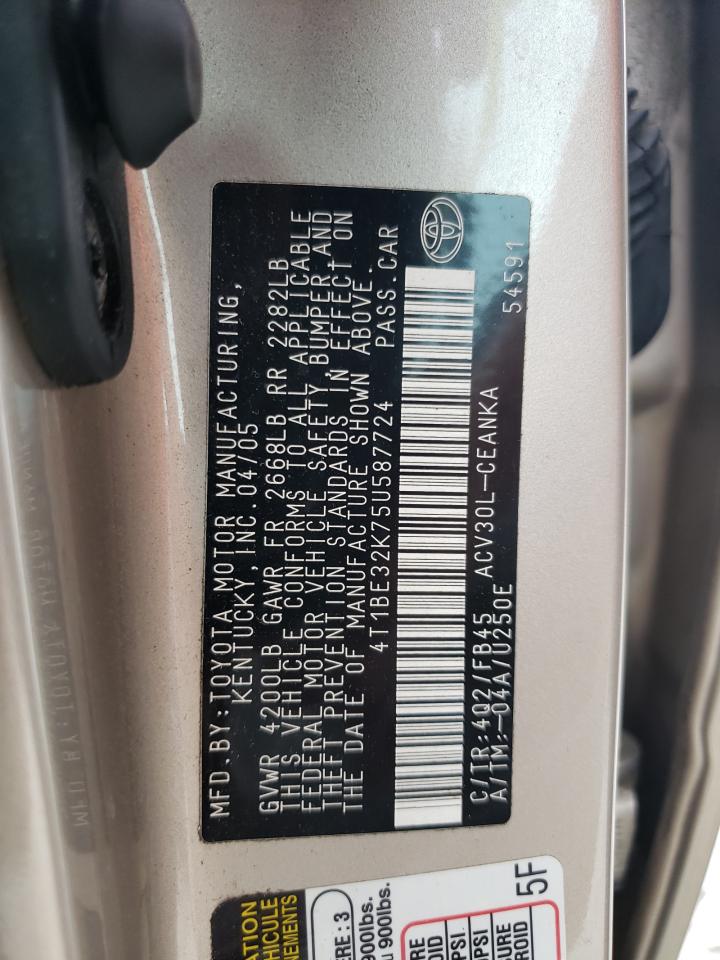 MFD.BY:TOYOTA MOTOR MANUFACTURING,
KENTUCKY, INC.04/05
GVWR 4200LB GAWR FR 2668LB RR 2282LB
THIS VEHICLE CONFORMS TO ALL APPLICABLE
FEDERAL MOTOR VEHICLE SAFETY, BUMPER AND
THEFT PREVENTION STANDARDS IN EFFECT ON
THE DATE OF MANUFACTURE SHOWN ABOVE.
4T1BE32K75U587724 PASS.CAR
C/TR:4Q2/FB45 ACV30L-CEANKA
A/TM:-04A/U250E 54591
5F